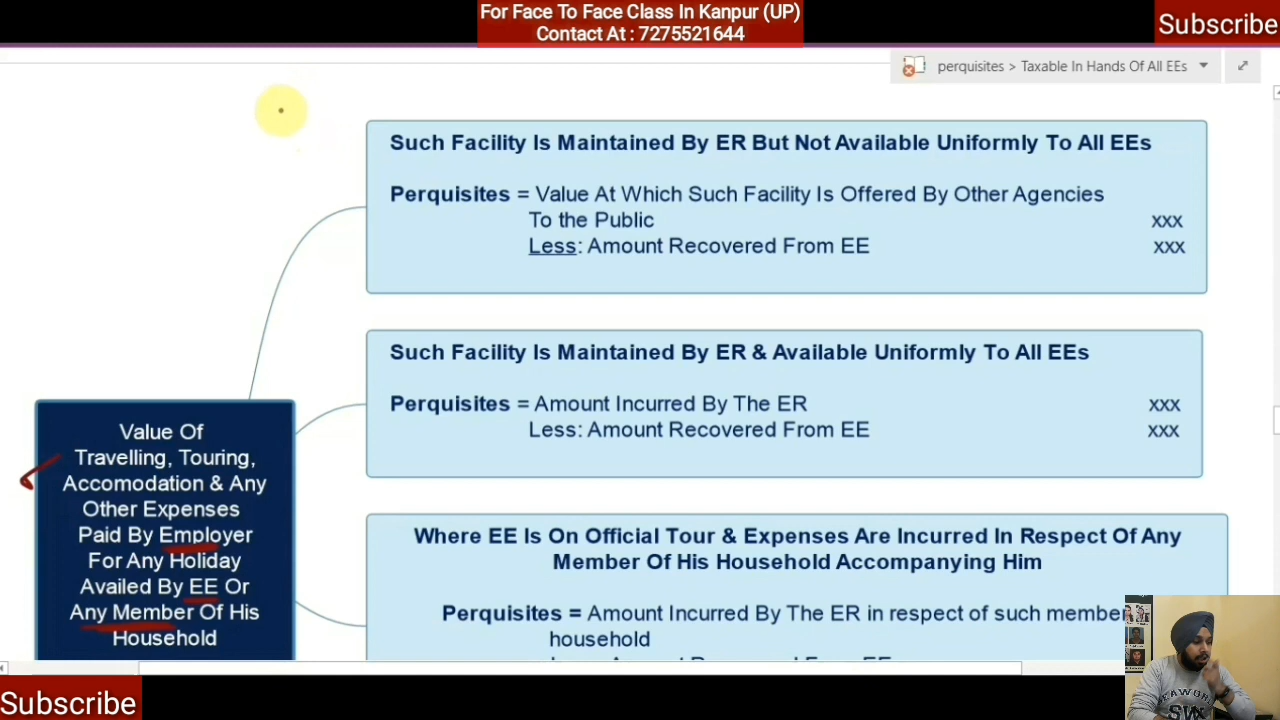 For Face To Face Class In Kanpur (UP)
Contact At : 7275521644
Subscribe
perquisites > Taxable In Hands Of All EEs
Such Facility Is Maintained By ER But Not Available Uniformly To All EEs
Perquisites = Value At Which Such Facility Is Offered By Other Agencies
To the Public xxx
Less: Amount Recovered From EE xxx
Such Facility Is Maintained By ER & Available Uniformly To All EEs
Perquisites = Amount Incurred By The ER xxx
Less: Amount Recovered From EE xxx
Value Of
Travelling, Touring,
Accomodation & Any
Other Expenses
Paid By Employer
For Any Holiday
Availed By EE Or
Any Member Of His
Household
Where EE Is On Official Tour & Expenses Are Incurred In Respect Of Any
Member Of His Household Accompanying Him
Perquisites = Amount Incurred By The ER in respect of such member
household
Subscribe